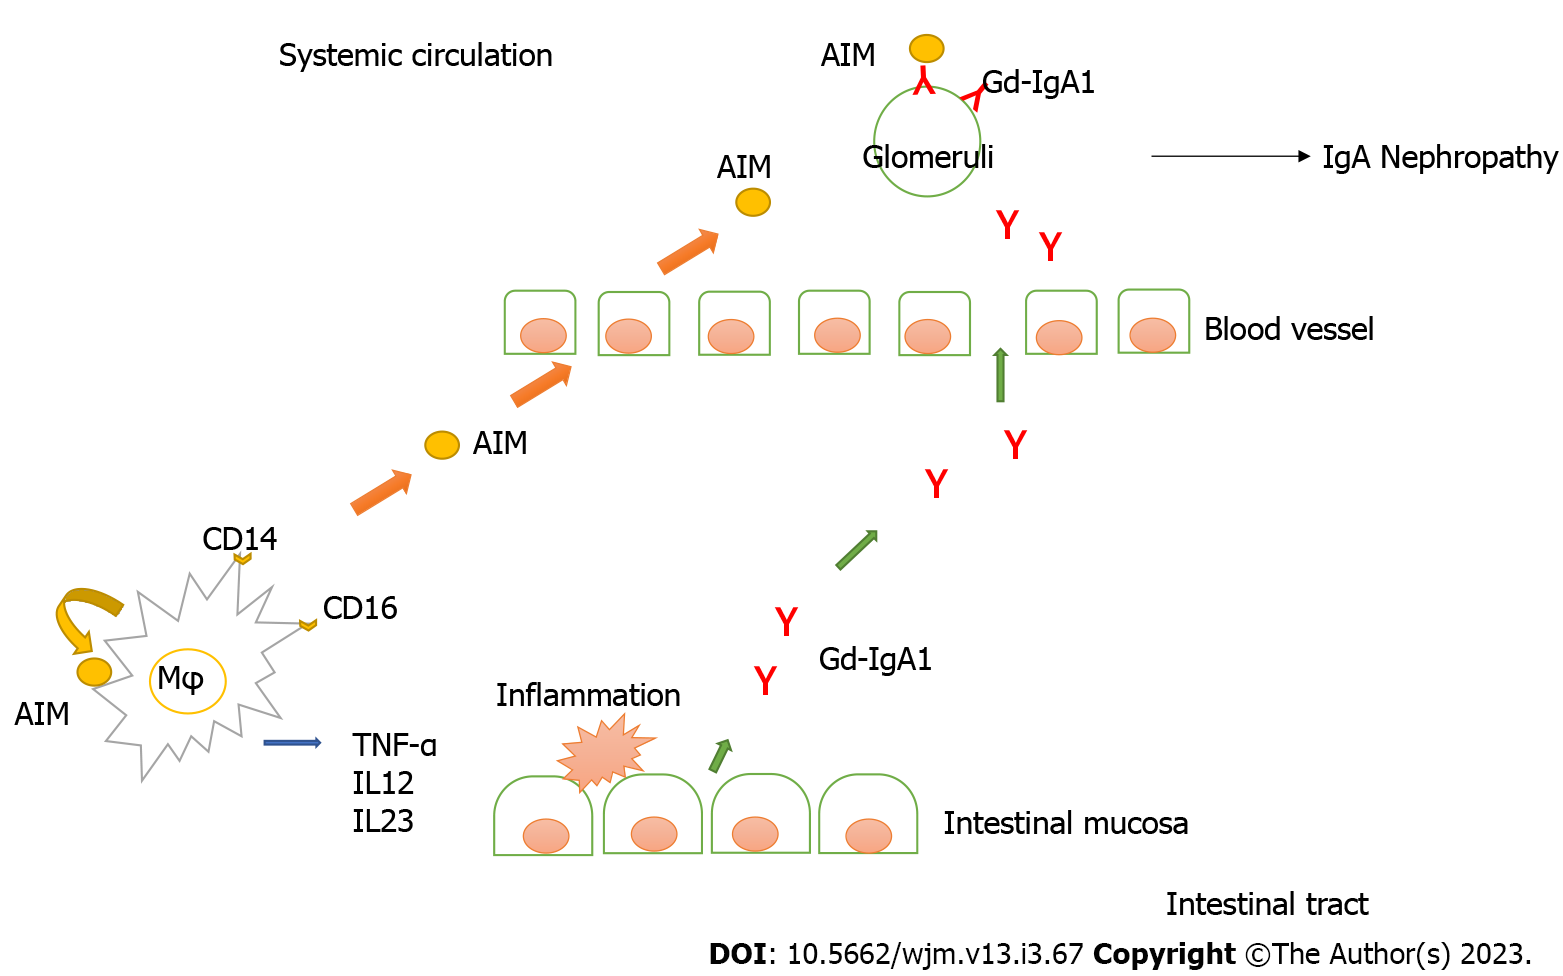 Systemic circulation
AIM
Gd-IgA1
Glomeruli
IgA Nephropathy
AIM
Blood vessel
AIM
CD14
CD16
Mφ
AIM
Gd-IgA1
Inflammation
TNF-α
IL12
IL23
Intestinal mucosa
Intestinal tract
DOI: 10.5662/wjm.v13.i3.67 Copyright ©The Author(s) 2023.